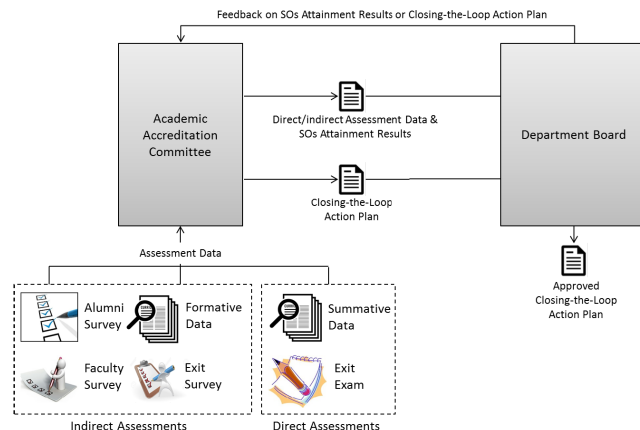 Feedback on SOs Attainment Results or Closing-the-Loop Action Plan
Academic
Accreditation
Committee
Direct/indirect Assessment Data &
SOs Attainment Results
Department Board
Closing-the-Loop
Action Plan
Assessment Data
Approved
Closing-the-Loop
Action Plan
Alumni
Survey
Formative
Data
Summative
Data
Faculty
Survey
Exit
Survey
Exit
Exam
Indirect Assessments
Direct Assessments